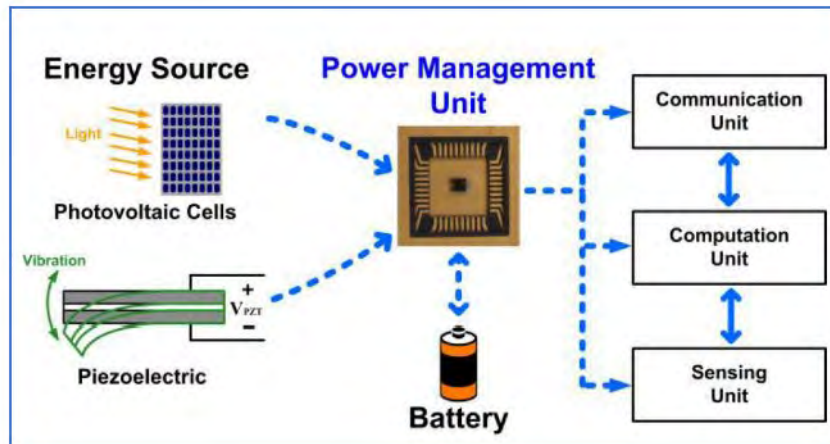 Energy Source
Light
Photovoltaic Cells
Vibration
+
V_PZT
-
Piezoelectric
Power Management
Unit
Battery
Communication
Unit
Computation
Unit
Sensing
Unit